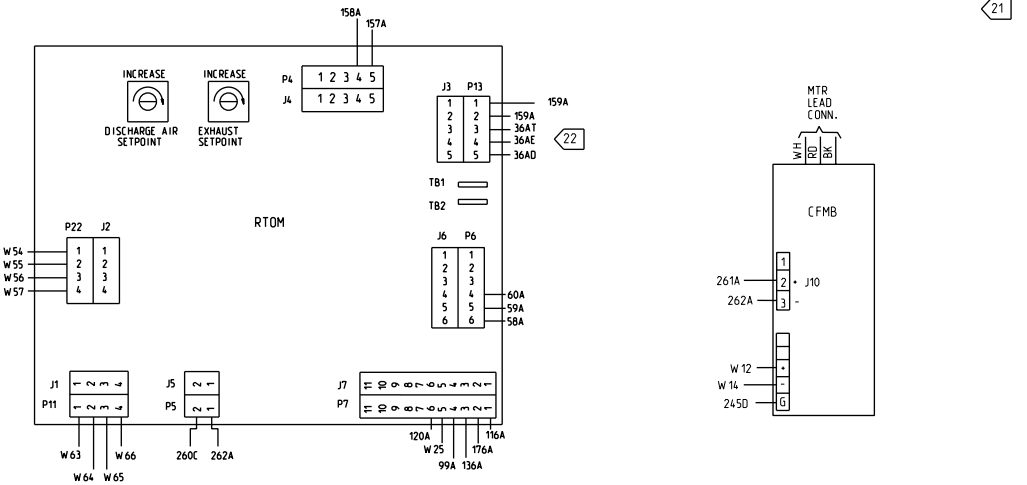 158A
157A
21
INCREASE
INCREASE
P4 1 2 3 4 5
J4 1 2 3 4 5
DISCHARGE AIR
SETPOINT
EXHAUST
SETPOINT
J3 P13
1 1 159A
2 2 159A
3 3 36AT
4 4 36AE
5 5 36AD
22
TB1
TB2
RTOM
P22 J2
W54 1 1
W55 2 2
W56 3 3
W57 4 4
J6 P6
1 1
2 2
3 3
4 4 60A
5 5 59A
6 6 58A
J1 1 2 3 4
P11 1 2 3 4
W63
W64
W65
W66
J5 2 1
P5 2 1
260C
262A
J7 11 10 9 8 7 6 5 4 3 2 1
P7 11 10 9 8 7 6 5 4 3 2 1
120A
W25
99A
136A
176A
116A
MTR
LEAD
CONN.
WH
RD
BK
CFMB
1
261A 2 + J10
262A 3 -
W12 +
W14 -
245D G